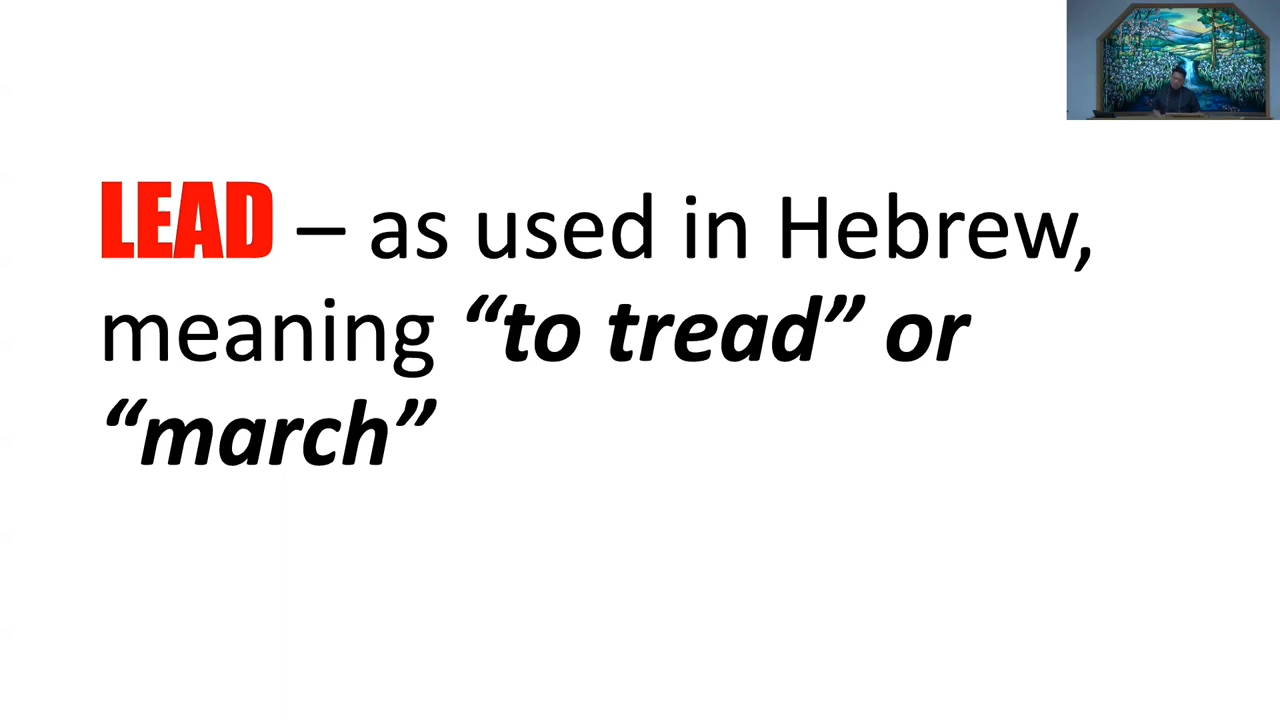 LEAD – as used in Hebrew,
meaning “to tread” or
“march”